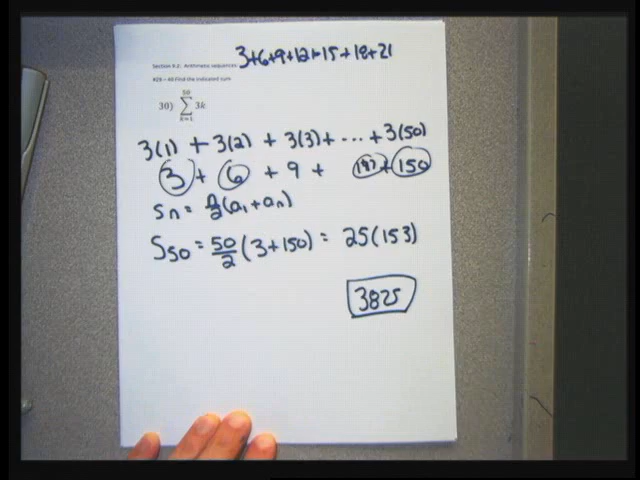 3+6+9+12+15+18+21
Section 9.2: Arithmetic sequences
#29 – 40 Find the indicated sum
30) ∑ 50 k=1 3k
3(1) + 3(2) + 3(3) + ... + 3(50)
3 + 6 + 9 + 147 + 150
Sn = n/2 (a1 + an)
S50 = 50/2 (3+150) = 25(153)
3825